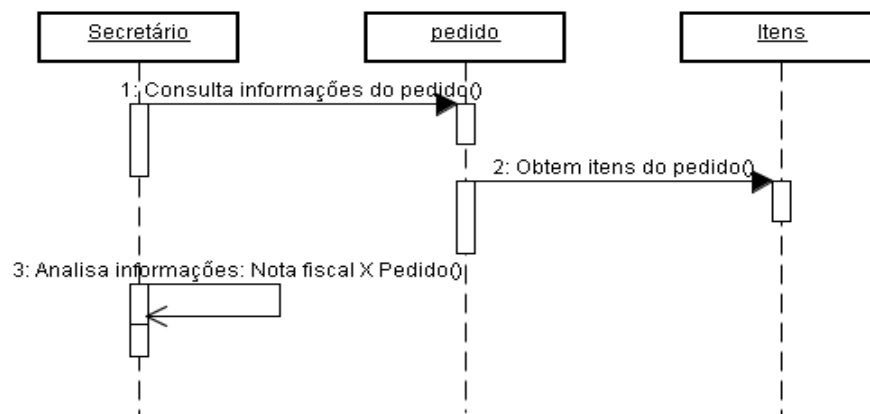 Secretário
pedido
Itens
1: Consulta informações do pedido()
2: Obtem itens do pedido()
3: Analisa informações: Nota fiscal X Pedido()